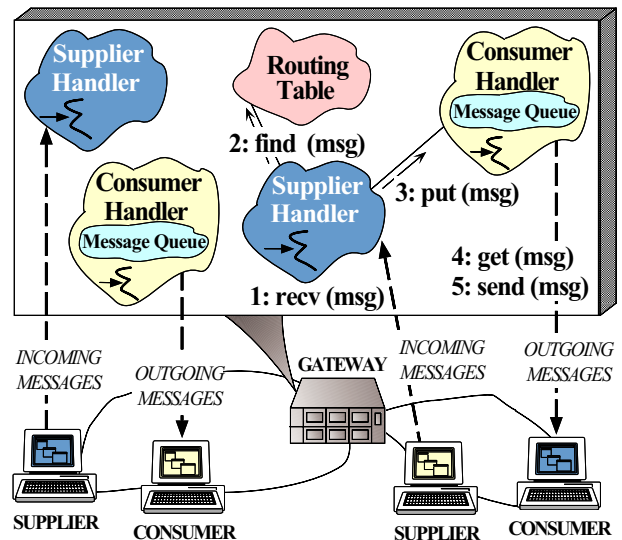 Supplier
Handler
Routing
Table
Consumer
Handler
Message Queue
2: find (msg)
Consumer
Handler
Message Queue
Supplier
Handler
3: put (msg)
1: recv (msg)
4: get (msg)
5: send (msg)
INCOMING
MESSAGES
OUTGOING
MESSAGES
GATEWAY
INCOMING
MESSAGES
OUTGOING
MESSAGES
SUPPLIER
CONSUMER
SUPPLIER
CONSUMER